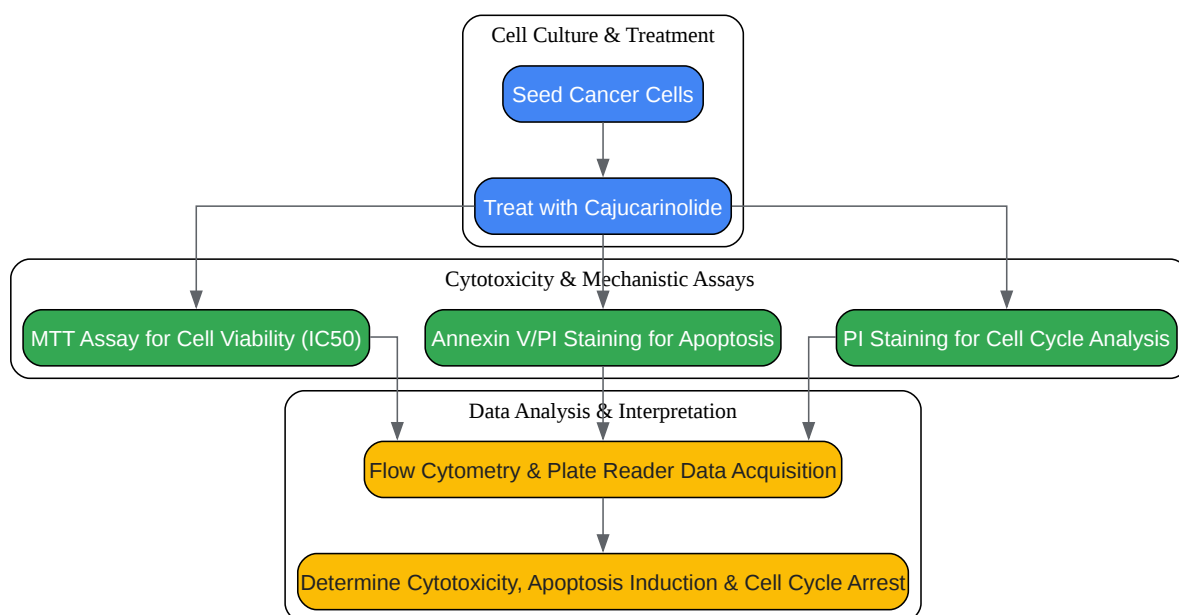 Cell Culture & Treatment
Seed Cancer Cells
Treat with Cajucarinolide
Cytotoxicity & Mechanistic Assays
MTT Assay for Cell Viability (IC50)
Annexin V/PI Staining for Apoptosis
PI Staining for Cell Cycle Analysis
Data Analysis & Interpretation
Flow Cytometry & Plate Reader Data Acquisition
Determine Cytotoxicity, Apoptosis Induction & Cell Cycle Arrest